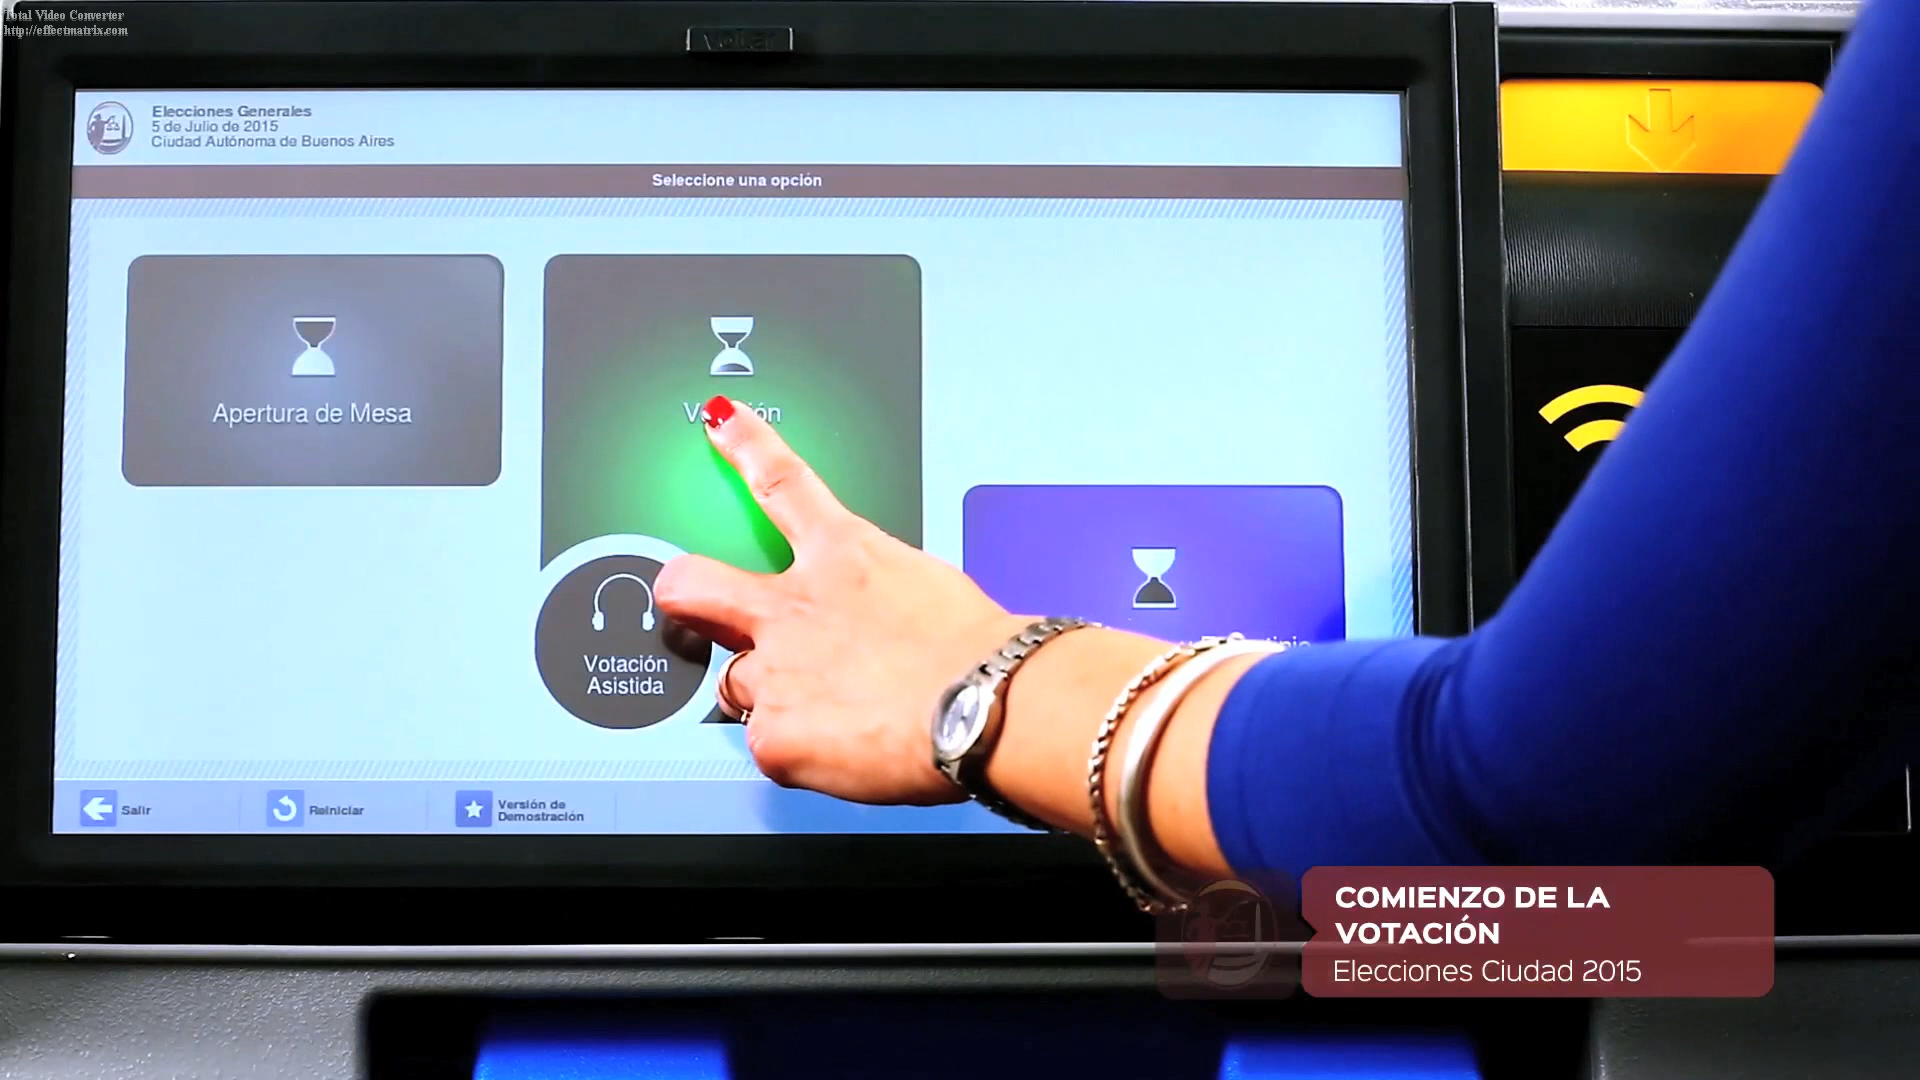 Total Video Converter
http://effectmatrix.com
votar
Elecciones Generales
5 de Julio de 2015
Ciudad Autónoma de Buenos Aires
Seleccione una opción
Apertura de Mesa
Votación
Votación
Asistida
Salir
Reiniciar
Versión de
Demostración
COMIENZO DE LA
VOTACIÓN
Elecciones Ciudad 2015